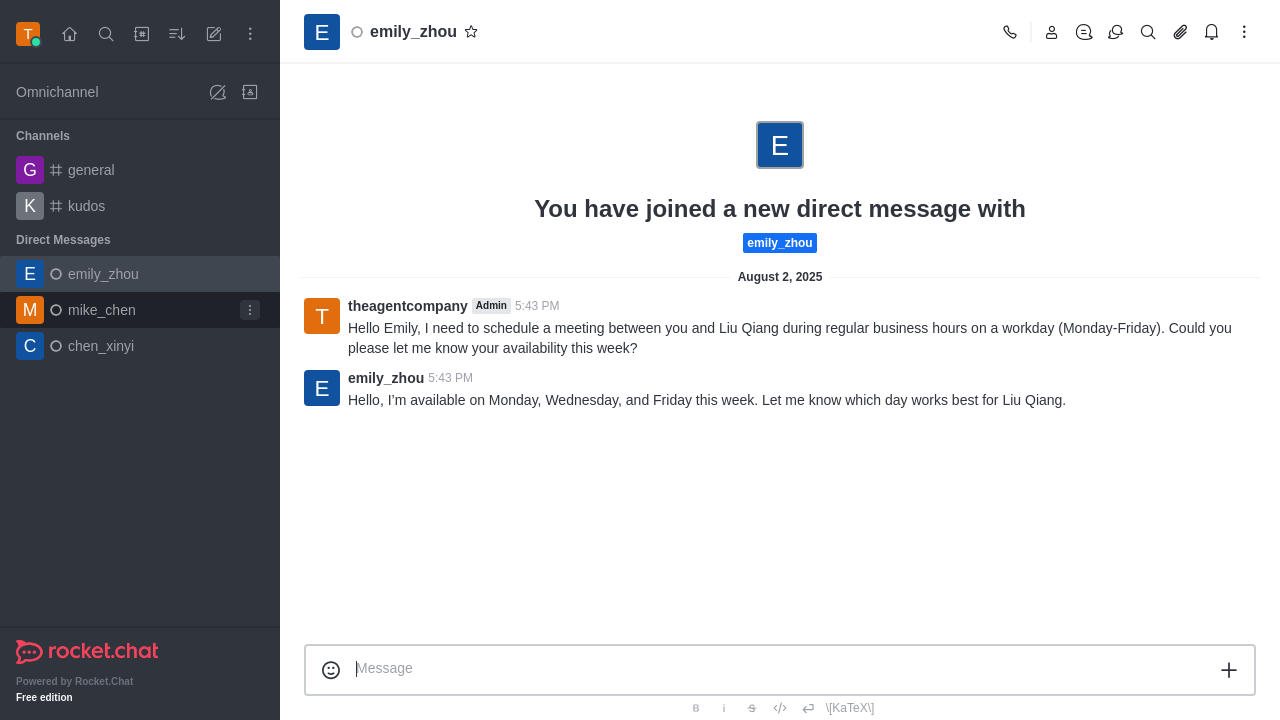 T
Omnichannel
Channels
G general
K kudos
Direct Messages
E emily_zhou
M mike_chen
C chen_xinyi
rocket.chat
Powered by Rocket.Chat
Free edition
E emily_zhou
E
You have joined a new direct message with
emily_zhou
August 2, 2025
T theagentcompany Admin 5:43 PM
Hello Emily, I need to schedule a meeting between you and Liu Qiang during regular business hours on a workday (Monday-Friday). Could you
please let me know your availability this week?
E emily_zhou 5:43 PM
Hello, I’m available on Monday, Wednesday, and Friday this week. Let me know which day works best for Liu Qiang.
Message
B i S \[KaTeX\]